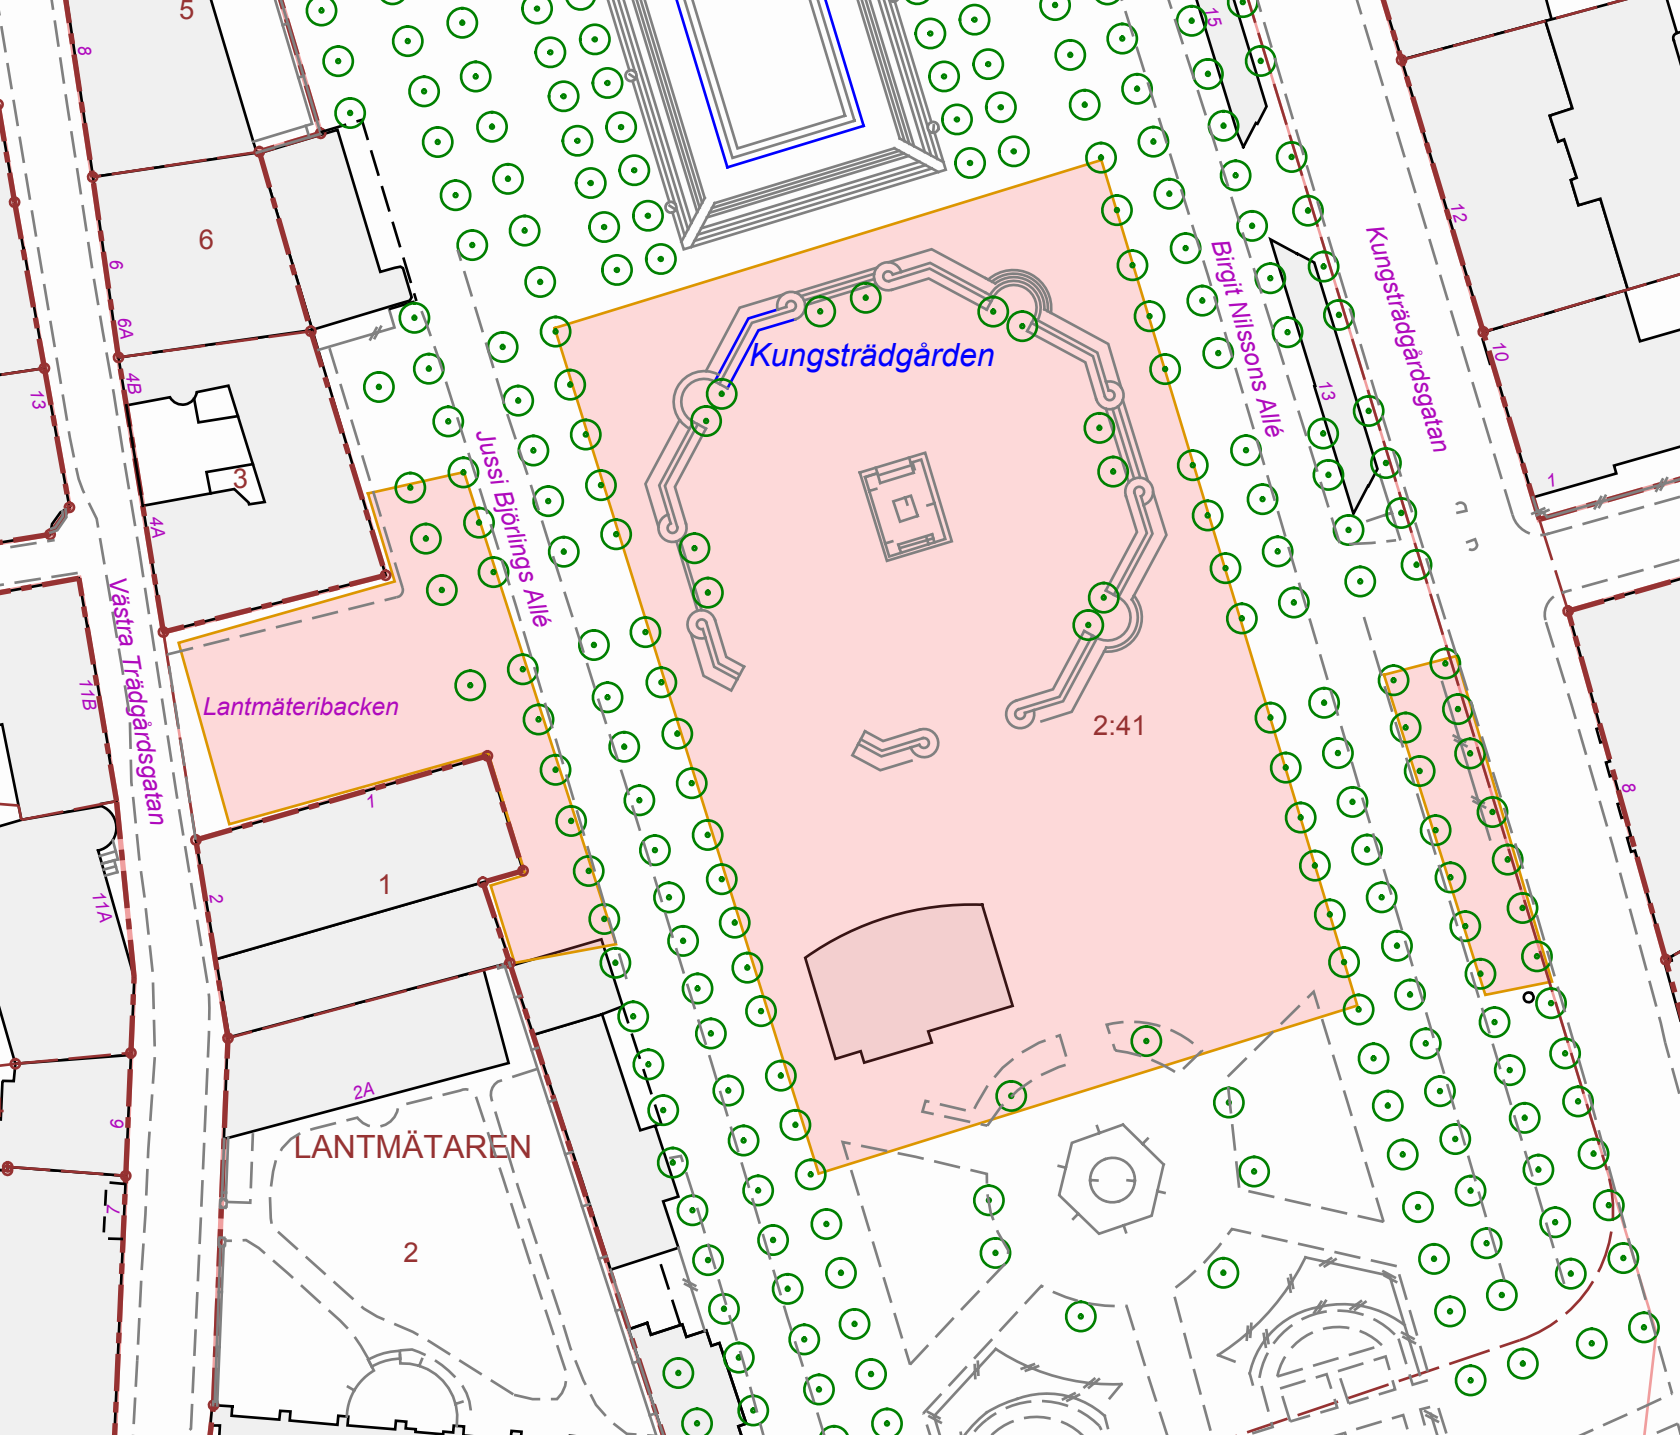 5
8
15
6
6
12
6A
10
4B
13
13
3
4A
1
Kungsträdgården
Birgit Nilssons Allé
Kungsträdgårdsgatan
Jussi Björlings Allé
Västra Trädgårdsgatan
Lantmäteribacken
11B
2:41
1
8
1
2
11A
2A
9
LANTMÄTAREN
7
2